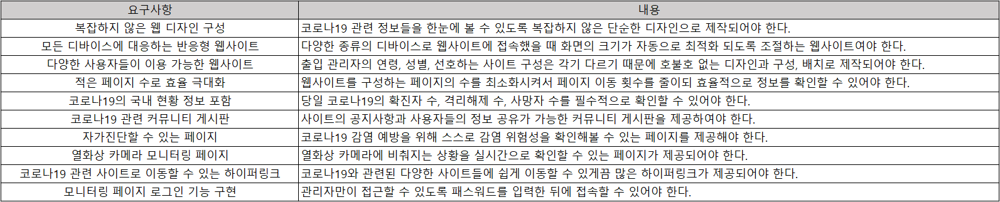 요구사항 내용
복잡하지 않은 웹 디자인 구성 코로나19 관련 정보들을 한눈에 볼 수 있도록 복잡하지 않은 단순한 디자인으로 제작되어야 한다.
모든 디바이스에 대응하는 반응형 웹사이트 다양한 종류의 디바이스로 웹사이트에 접속했을 때 화면의 크기가 자동으로 최적화 되도록 조절하는 웹사이트여야 한다.
다양한 사용자들이 이용 가능한 웹사이트 출입 관리자의 연령, 성별, 선호하는 사이트 구성은 각기 다르기 때문에 호불호 없는 디자인과 구성, 배치로 제작되어야 한다.
적은 페이지 수로 효율 극대화 웹사이트를 구성하는 페이지의 수를 최소화시켜서 페이지 이동 횟수를 줄이되 효율적으로 정보를 확인할 수 있어야 한다.
코로나19의 국내 현황 정보 포함 당일 코로나19의 확진자 수, 격리해제 수, 사망자 수를 필수적으로 확인할 수 있어야 한다.
코로나19 관련 커뮤니티 게시판 사이트의 공지사항과 사용자들의 정보 공유가 가능한 커뮤니티 게시판을 제공하여야 한다.
자가진단할 수 있는 페이지 코로나19 감염 예방을 위해 스스로 감염 위험성을 확인해볼 수 있는 페이지를 제공해야 한다.
열화상 카메라 모니터링 페이지 열화상 카메라에 비춰지는 상황을 실시간으로 확인할 수 있는 페이지가 제공되어야 한다.
코로나19 관련 사이트로 이동할 수 있는 하이퍼링크 코로나19와 관련된 다양한 사이트들에 쉽게 이동할 수 있게끔 많은 하이퍼링크가 제공되어야 한다.
모니터링 페이지 로그인 기능 구현 관리자만이 접근할 수 있도록 패스워드를 입력한 뒤에 접속할 수 있어야 한다.